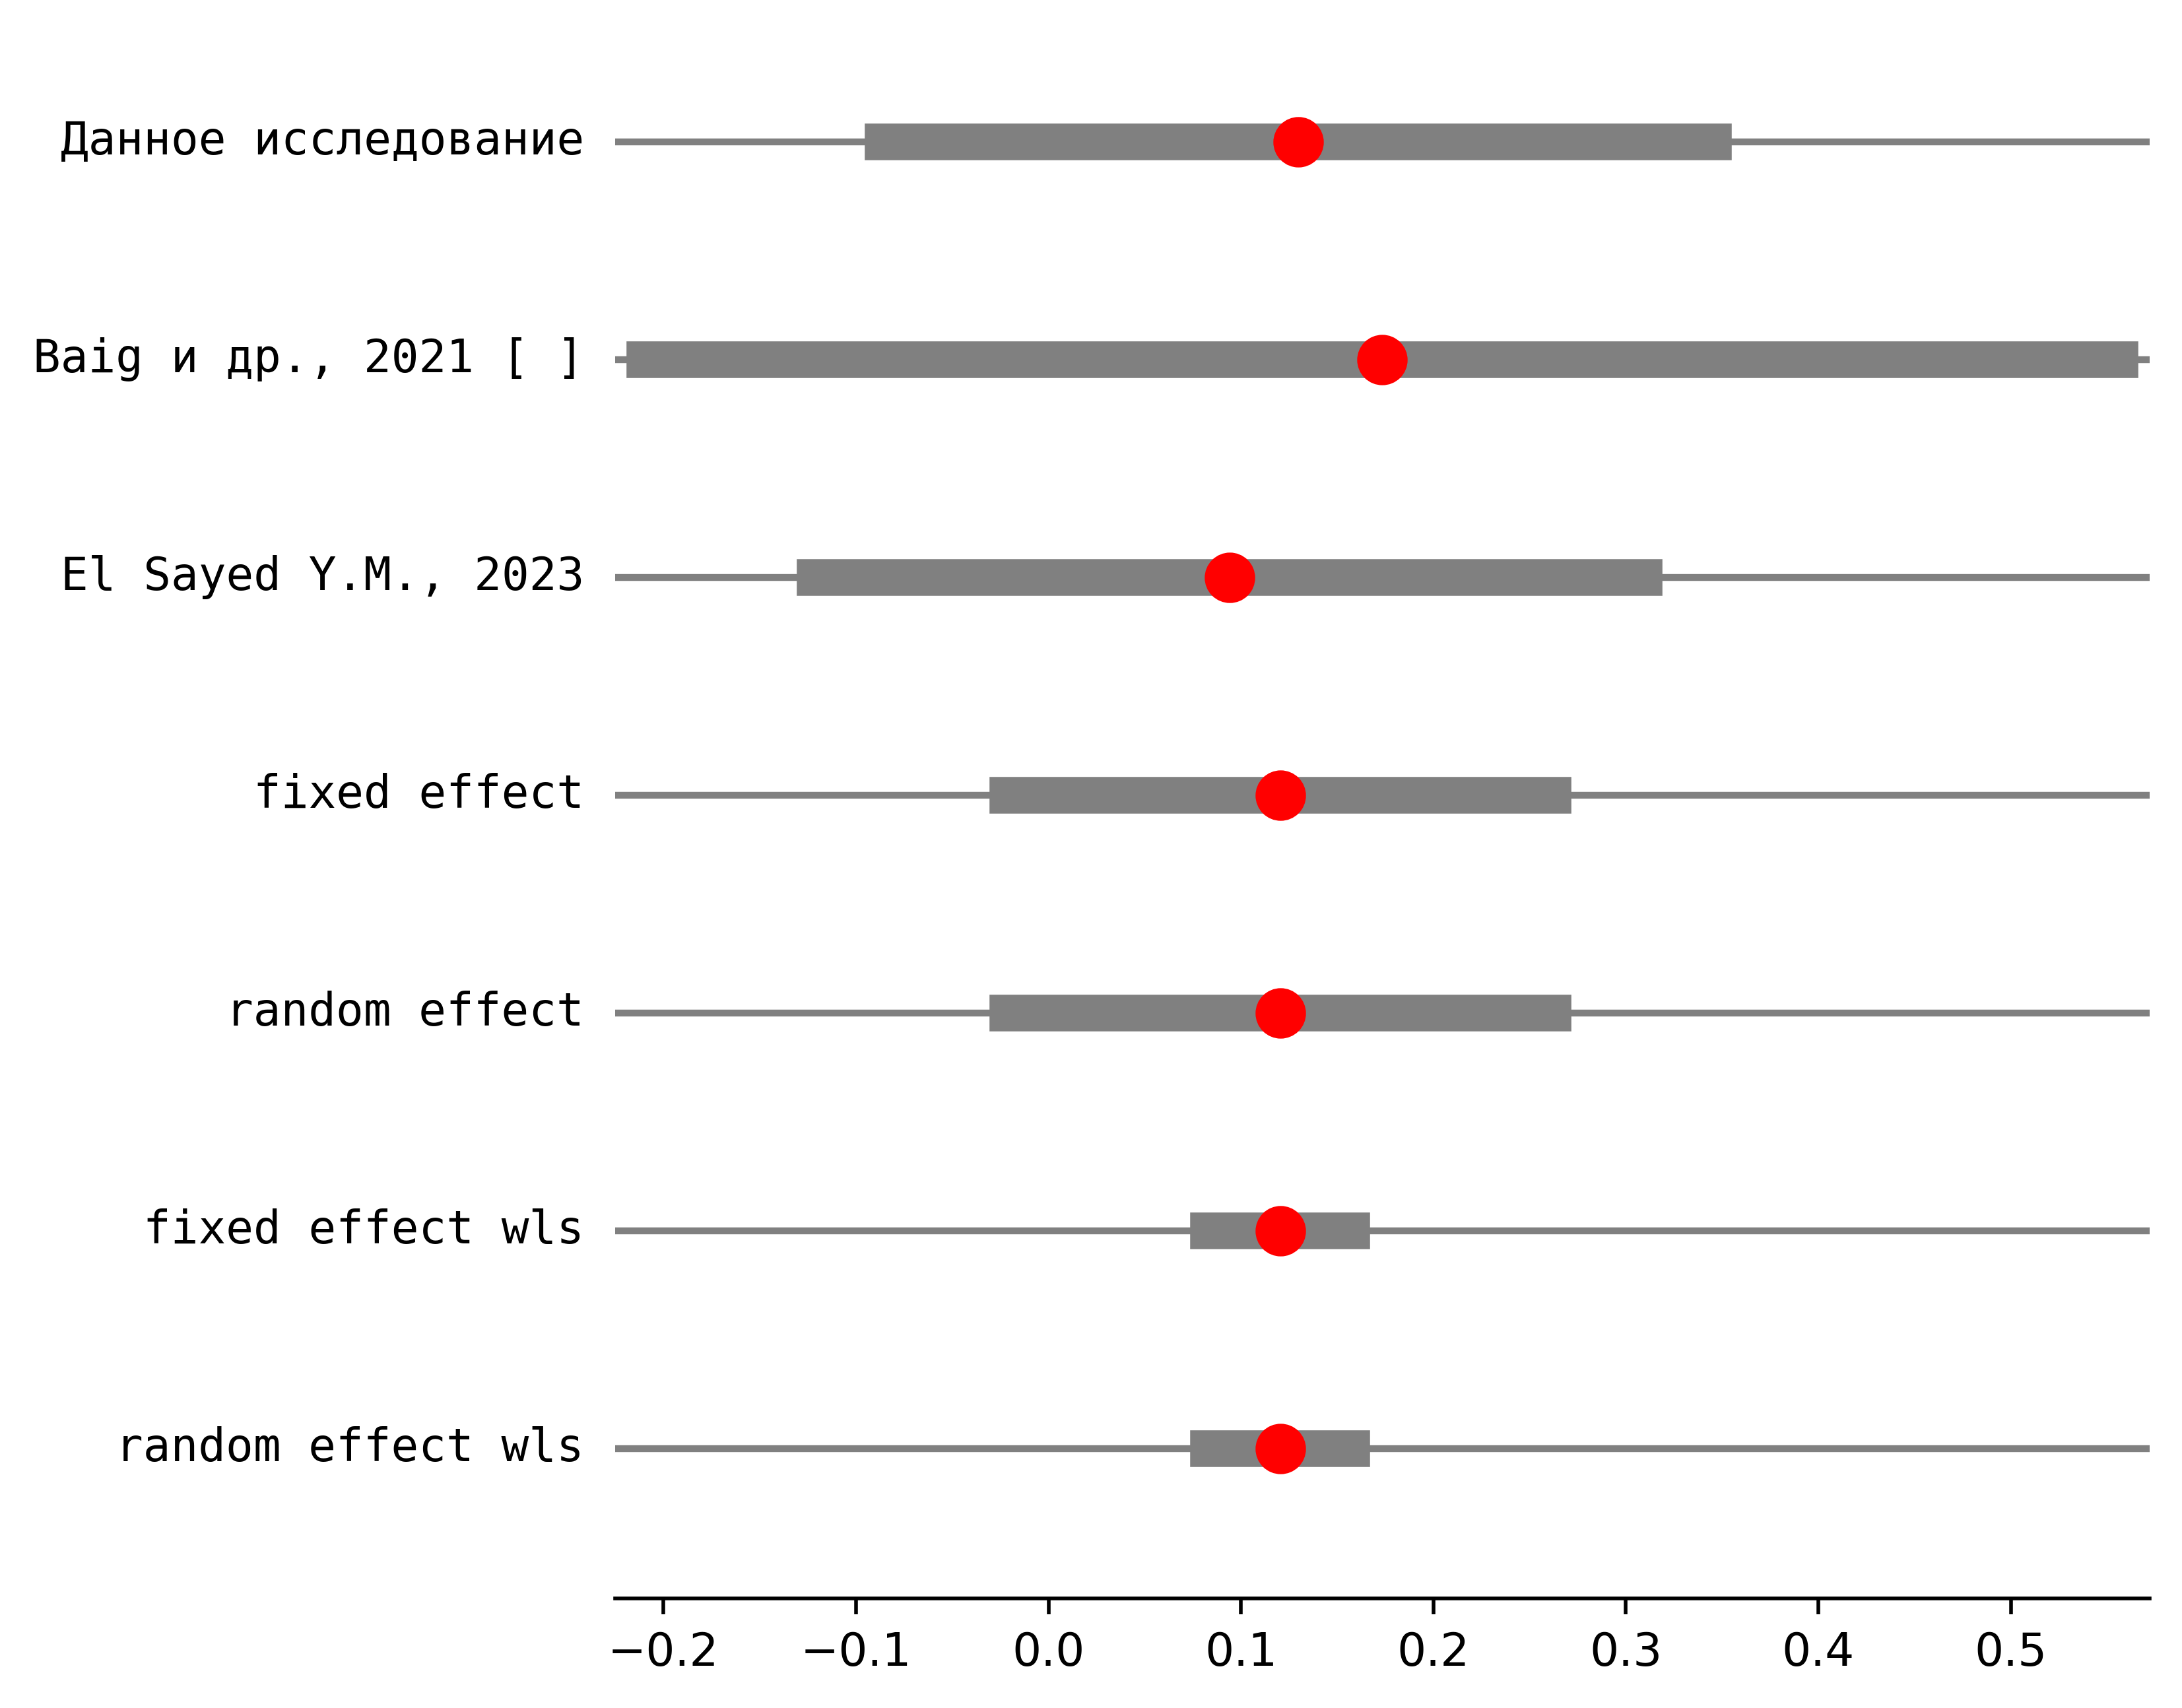 Данное исследование
Baig и др., 2021 [ ]
El Sayed Y.M., 2023
fixed effect
random effect
fixed effect wls
random effect wls
−0.2 −0.1 0.0 0.1 0.2 0.3 0.4 0.5